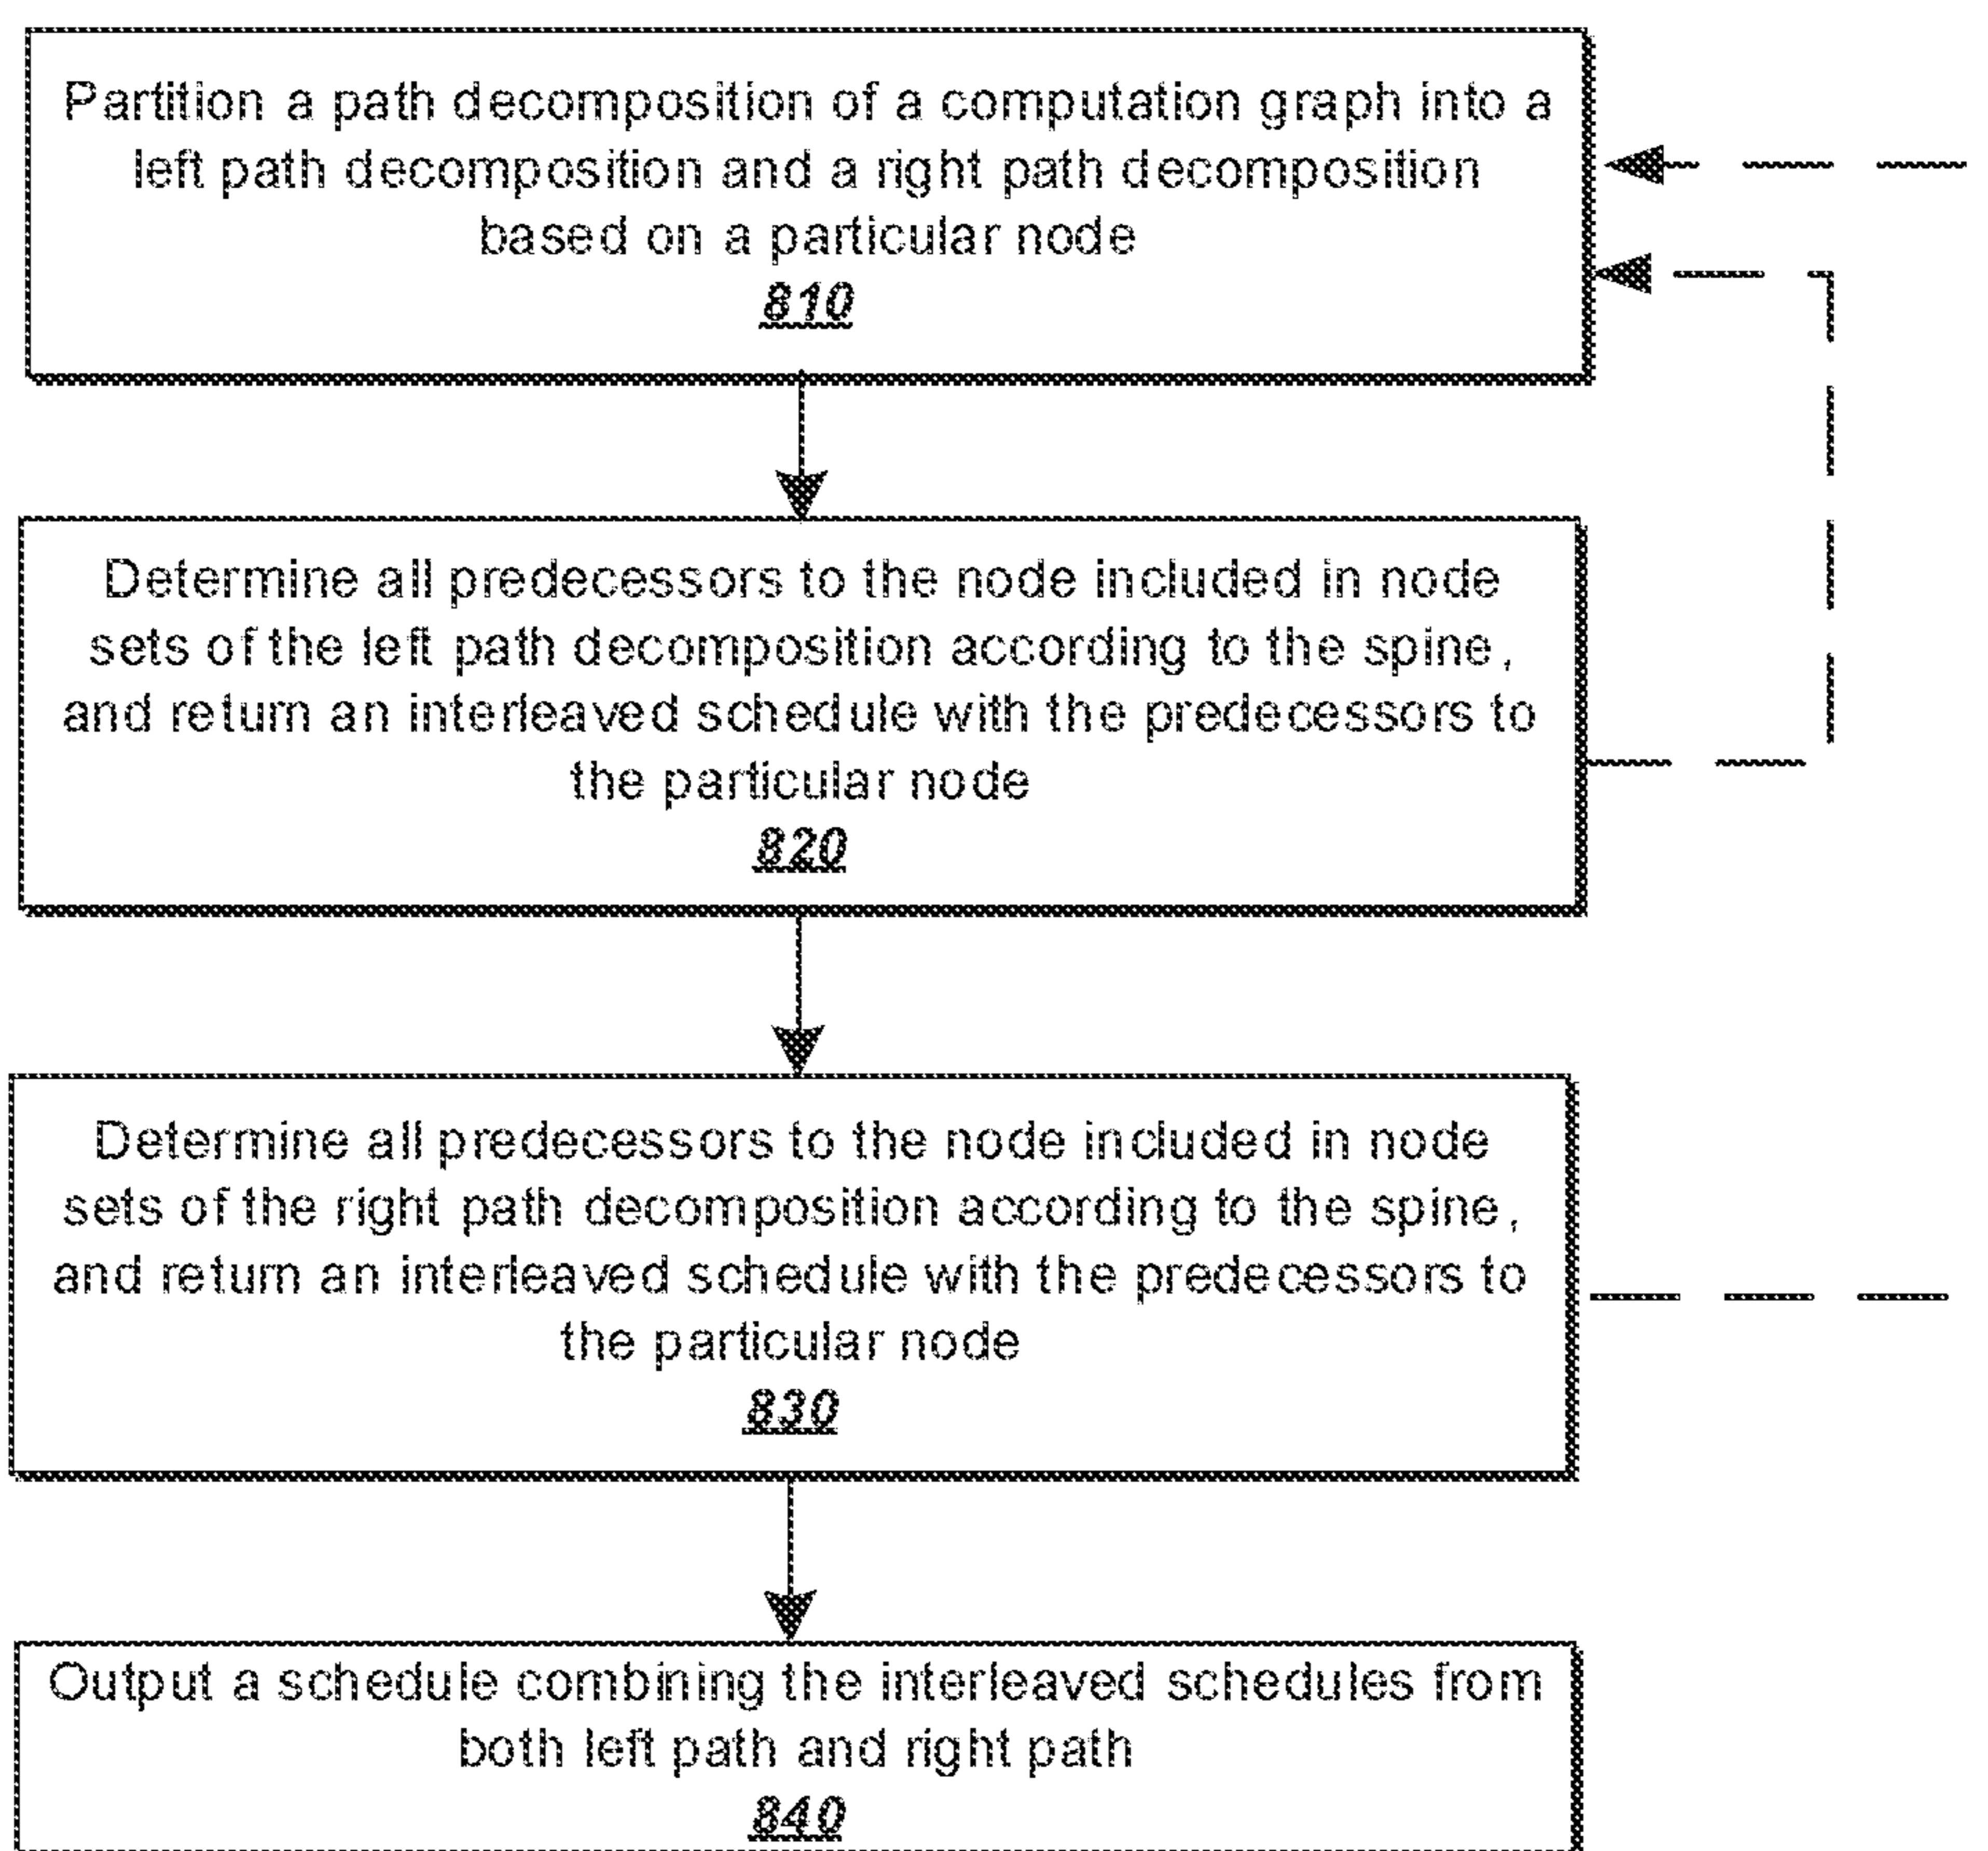 Partition a path decomposition of a computation graph into a
left path decomposition and a right path decomposition
based on a particular node
810
Determine all predecessors to the node included in node
sets of the left path decomposition according to the spine,
and return an interleaved schedule with the predecessors to
the particular node
820
Determine all predecessors to the node included in node
sets of the right path decomposition according to the spine,
and return an interleaved schedule with the predecessors to
the particular node
830
Output a schedule combining the interleaved schedules from
both left path and right path
840